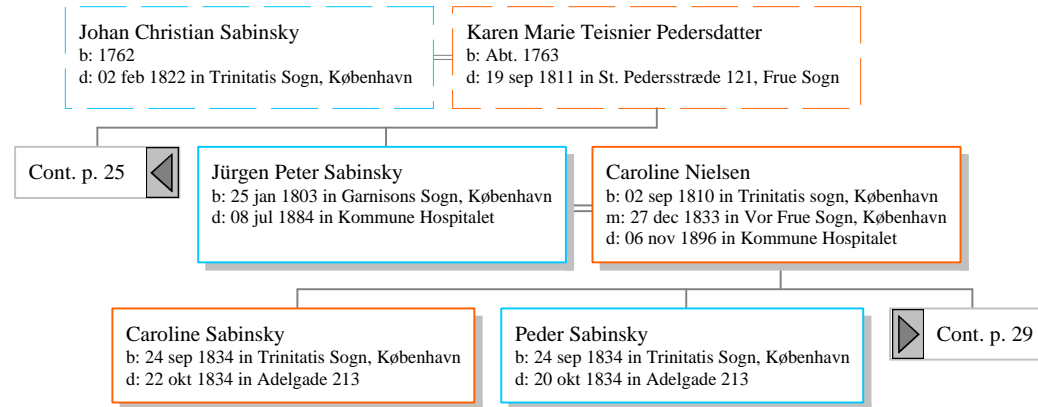 Johan Christian Sabinsky
b: 1762
d: 02 feb 1822 in Trinitatis Sogn, København
Karen Marie Teisnier Pedersdatter
b: Abt. 1763
d: 19 sep 1811 in St. Pedersstræde 121, Frue Sogn
Cont. p. 25
Jürgen Peter Sabinsky
b: 25 jan 1803 in Garnisons Sogn, København
d: 08 jul 1884 in Kommune Hospitalet
Caroline Nielsen
b: 02 sep 1810 in Trinitatis sogn, København
m: 27 dec 1833 in Vor Frue Sogn, København
d: 06 nov 1896 in Kommune Hospitalet
Caroline Sabinsky
b: 24 sep 1834 in Trinitatis Sogn, København
d: 22 okt 1834 in Adelgade 213
Peder Sabinsky
b: 24 sep 1834 in Trinitatis Sogn, København
d: 20 okt 1834 in Adelgade 213
Cont. p. 29